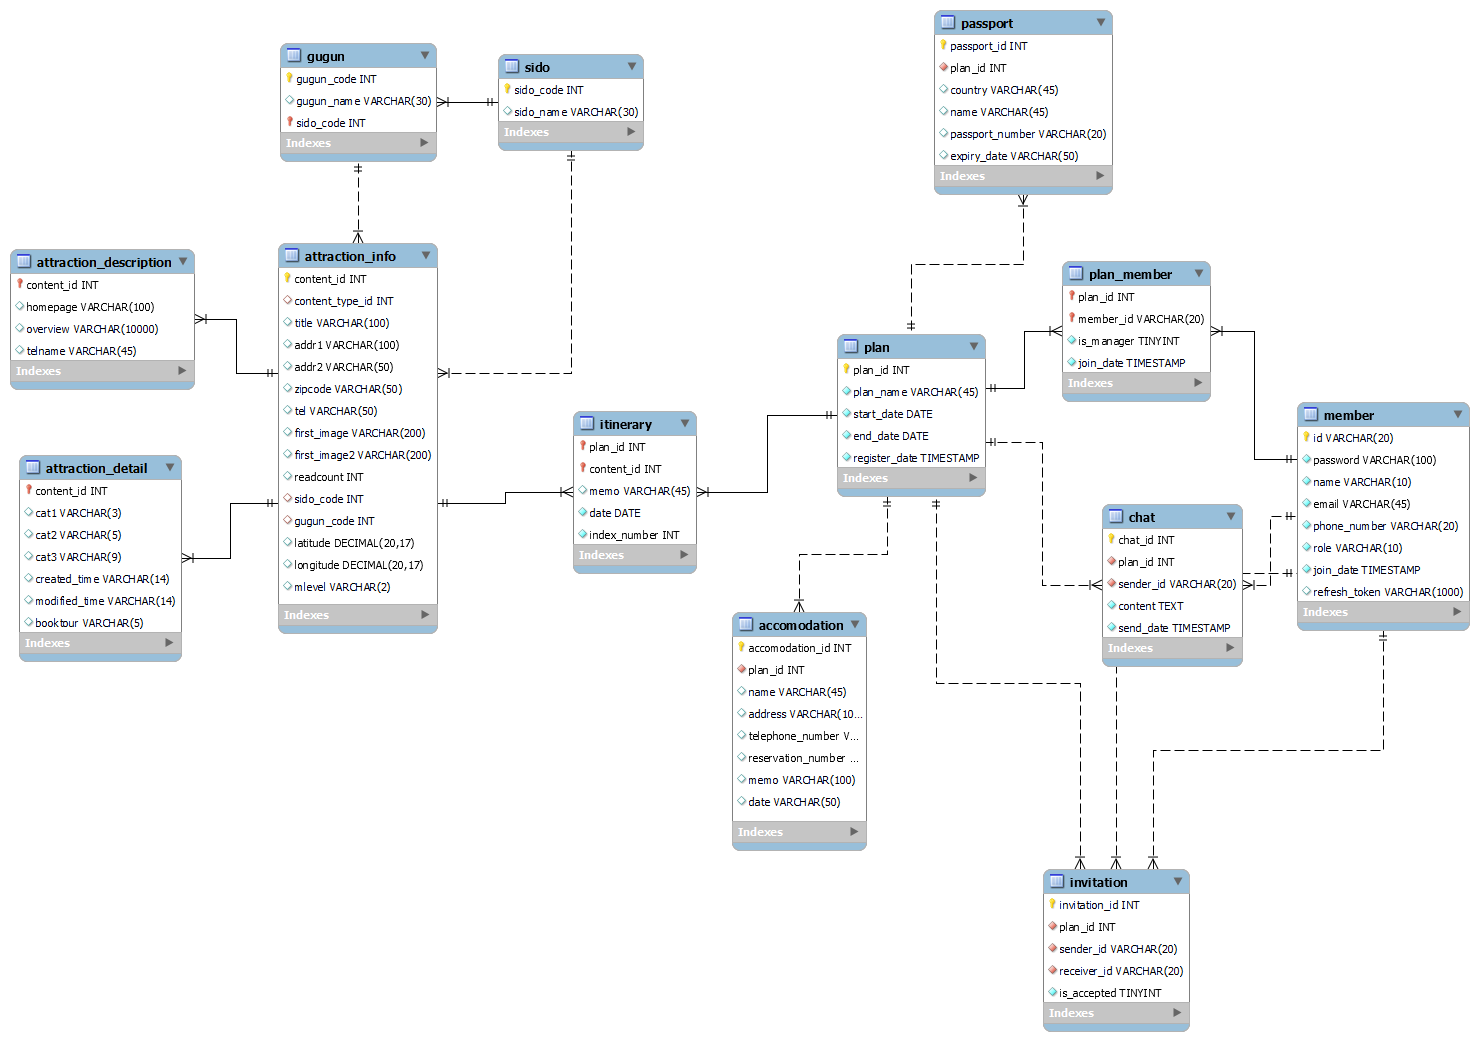 gugun
gugun_code INT
gugun_name VARCHAR(30)
sido_code INT
Indexes
sido
sido_code INT
sido_name VARCHAR(30)
Indexes
passport
passport_id INT
plan_id INT
country VARCHAR(45)
name VARCHAR(45)
passport_number VARCHAR(20)
expiry_date VARCHAR(50)
Indexes
attraction_description
content_id INT
homepage VARCHAR(100)
overview VARCHAR(10000)
telname VARCHAR(45)
Indexes
attraction_info
content_id INT
content_type_id INT
title VARCHAR(100)
addr1 VARCHAR(100)
addr2 VARCHAR(50)
zipcode VARCHAR(50)
tel VARCHAR(50)
first_image VARCHAR(200)
first_image2 VARCHAR(200)
readcount INT
sido_code INT
gugun_code INT
latitude DECIMAL(20,17)
longitude DECIMAL(20,17)
mlevel VARCHAR(2)
Indexes
attraction_detail
content_id INT
cat1 VARCHAR(3)
cat2 VARCHAR(5)
cat3 VARCHAR(9)
created_time VARCHAR(14)
modified_time VARCHAR(14)
booktour VARCHAR(5)
Indexes
itinerary
plan_id INT
content_id INT
memo VARCHAR(45)
date DATE
index_number INT
Indexes
plan
plan_id INT
plan_name VARCHAR(45)
start_date DATE
end_date DATE
register_date TIMESTAMP
Indexes
plan_member
plan_id INT
member_id VARCHAR(20)
is_manager TINYINT
join_date TIMESTAMP
Indexes
member
id VARCHAR(20)
password VARCHAR(100)
name VARCHAR(10)
email VARCHAR(45)
phone_number VARCHAR(20)
role VARCHAR(10)
join_date TIMESTAMP
refresh_token VARCHAR(1000)
Indexes
chat
chat_id INT
plan_id INT
sender_id VARCHAR(20)
content TEXT
send_date TIMESTAMP
Indexes
accomodation
accomodation_id INT
plan_id INT
name VARCHAR(45)
address VARCHAR(10...
telephone_number V...
reservation_number ...
memo VARCHAR(100)
date VARCHAR(50)
Indexes
invitation
invitation_id INT
plan_id INT
sender_id VARCHAR(20)
receiver_id VARCHAR(20)
is_accepted TINYINT
Indexes